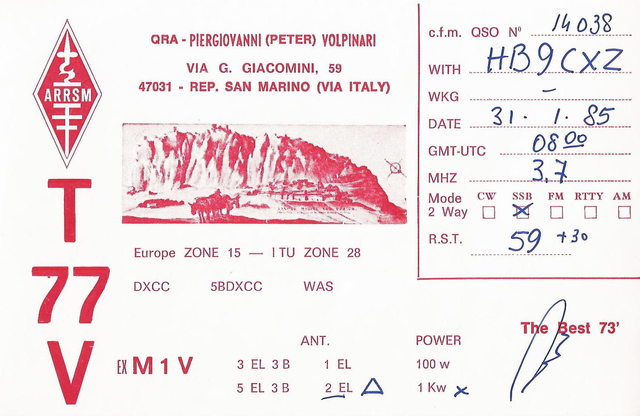 ARRSM
T
77
V
QRA - PIERGIOVANNI (PETER) VOLPINARI
VIA G. GIACOMINI, 59
47031 - REP. SAN MARINO (VIA ITALY)
Europe ZONE 15 — ITU ZONE 28
DXCC 5BDXCC WAS
EX M 1 V
ANT.
3 EL 3 B 1 EL
5 EL 3 B 2 EL
POWER
100 w
1 Kw x
c.f.m. QSO N° 14038
WITH HB9CXZ
WKG -
DATE 31. 1. 85
GMT-UTC 08 00
MHZ 3.7
Mode CW SSB FM RTTY AM
2 Way
R.S.T. 59 +30
The Best 73'